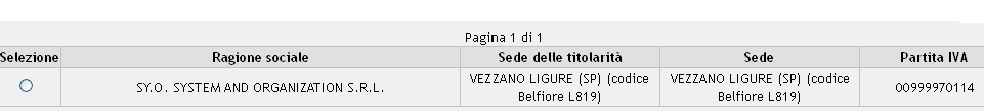 Pagina 1 di 1
Selezione Ragione sociale Sede delle titolarità Sede Partita IVA
SY.O. SYSTEM AND ORGANIZATION S.R.L. VEZZANO LIGURE (SP) (codice Belfiore L819) VEZZANO LIGURE (SP) (codice Belfiore L819) 00999970114